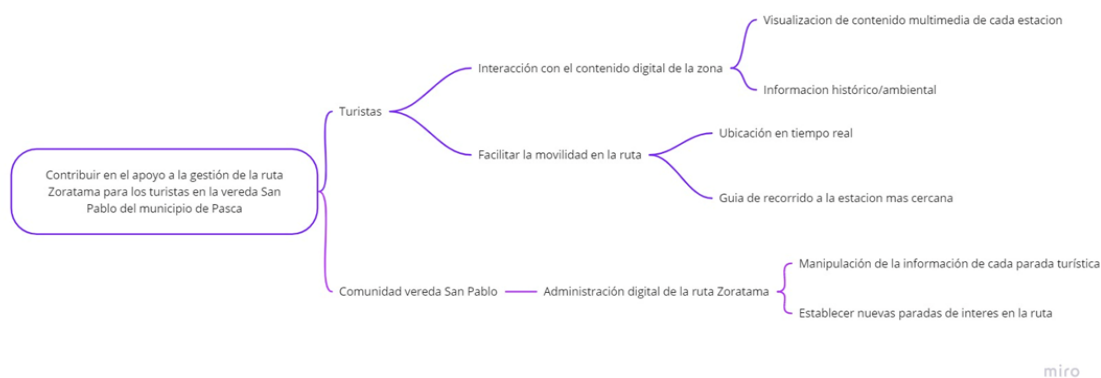 Visualizacion de contenido multimedia de cada estacion
Interacción con el contenido digital de la zona
Informacion histórico/ambiental
Turistas
Ubicación en tiempo real
Facilitar la movilidad en la ruta
Guia de recorrido a la estacion mas cercana
Contribuir en el apoyo a la gestión de la ruta
Zoratama para los turistas en la vereda San
Pablo del municipio de Pasca
Manipulación de la información de cada parada turística
Comunidad vereda San Pablo
Administración digital de la ruta Zoratama
Establecer nuevas paradas de interes en la ruta
miro